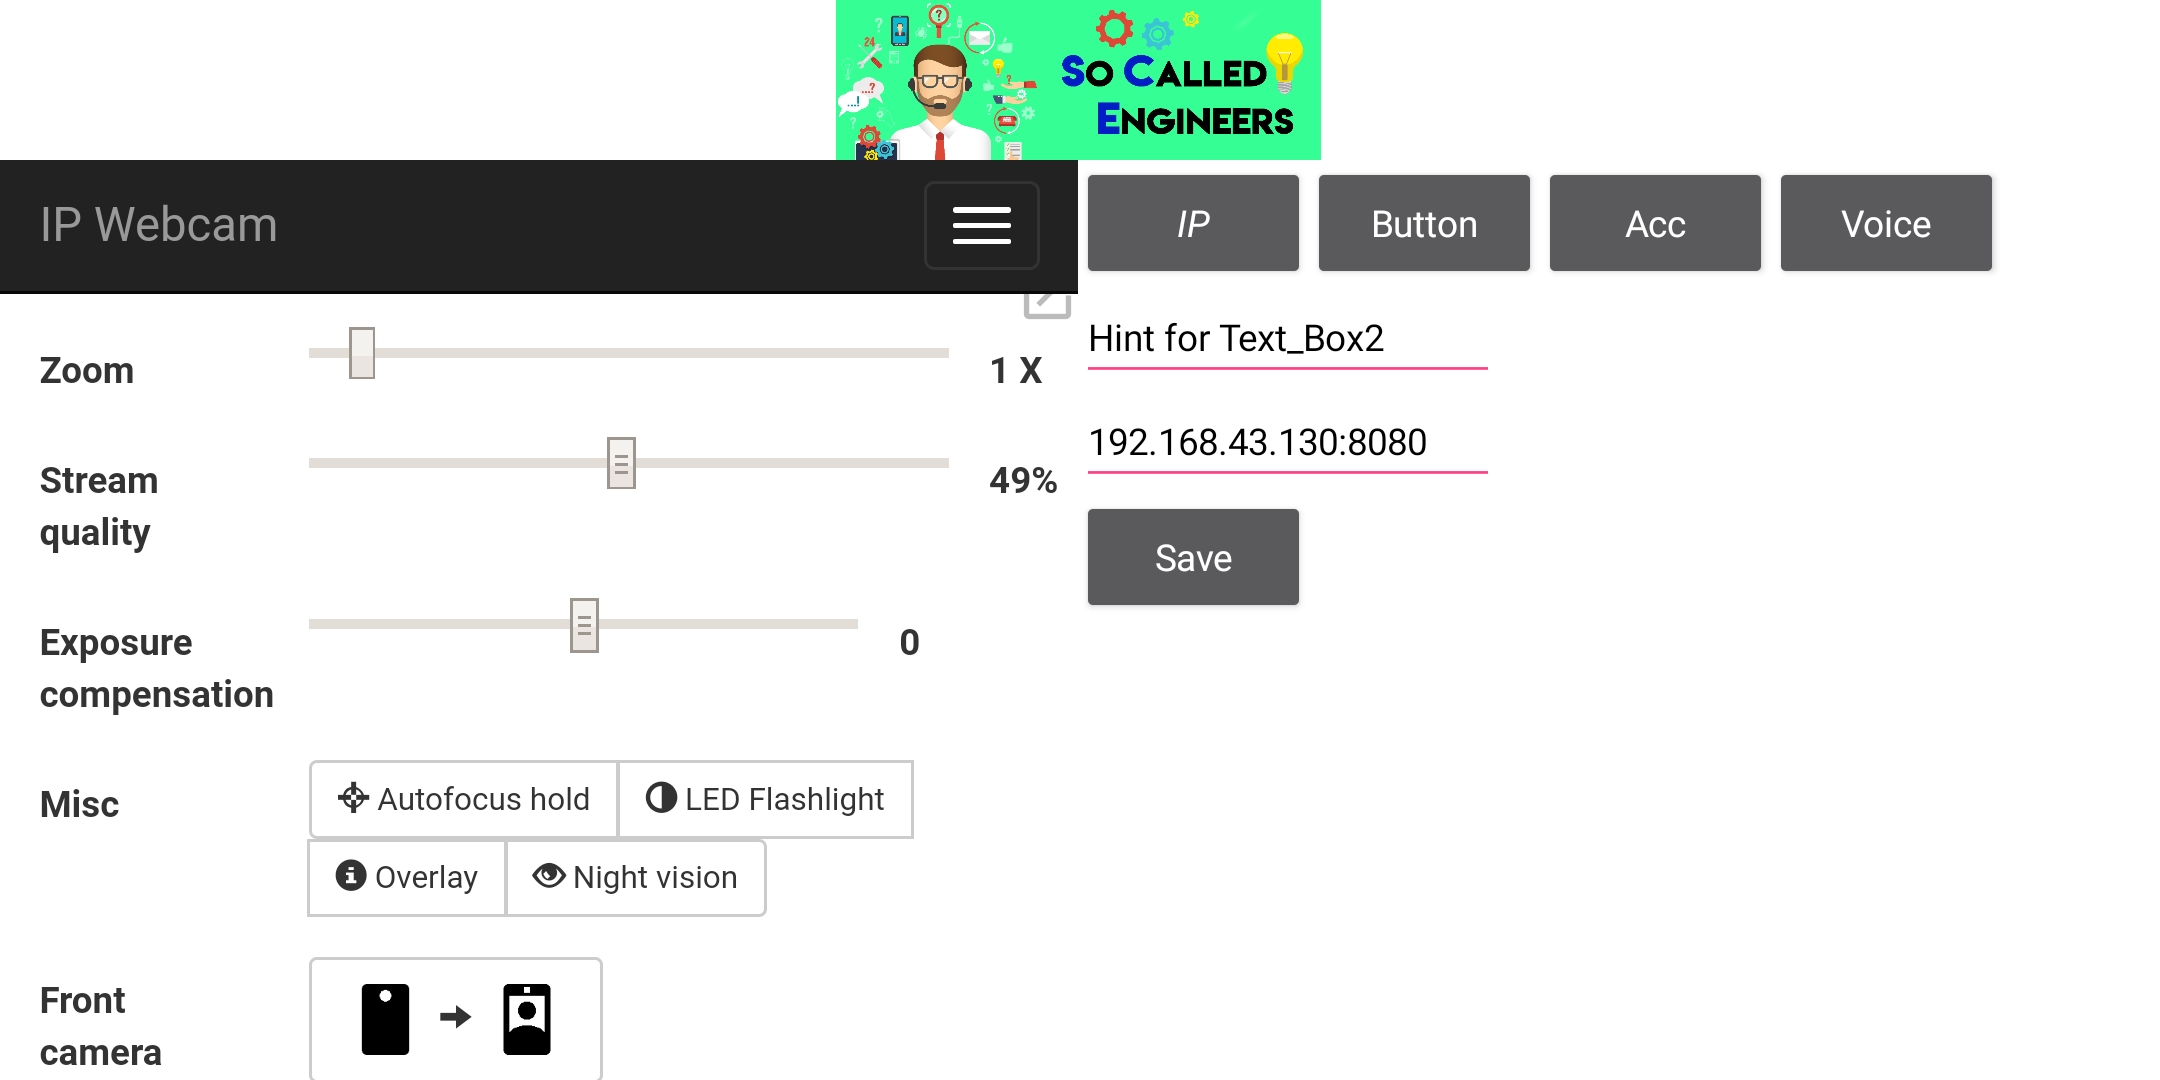 24
SO CALLED
ENGINEERS
IP Webcam
IP
Button
Acc
Voice
Zoom
1 X
Stream
quality
49%
Exposure
compensation
0
Misc
Autofocus hold
LED Flashlight
Overlay
Night vision
Front
camera
Hint for Text_Box2
192.168.43.130:8080
Save